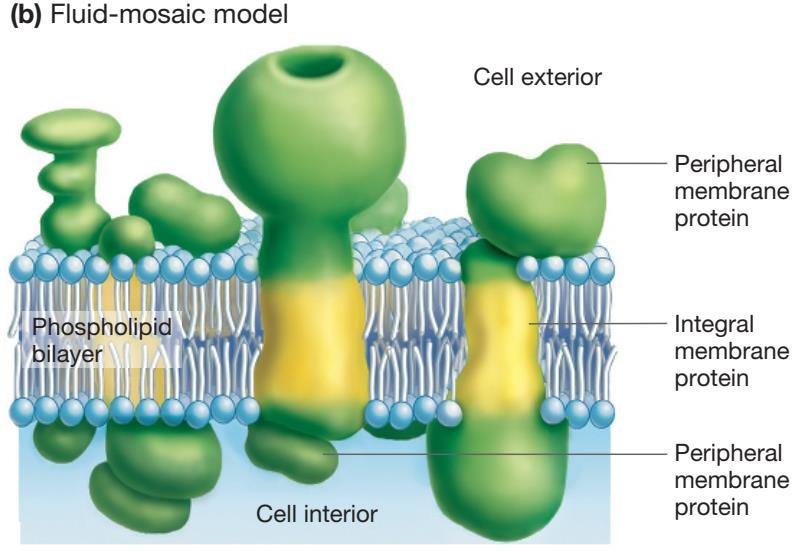 (b) Fluid-mosaic model
Cell exterior
Peripheral
membrane
protein
Phospholipid
bilayer
Integral
membrane
protein
Peripheral
membrane
protein
Cell interior